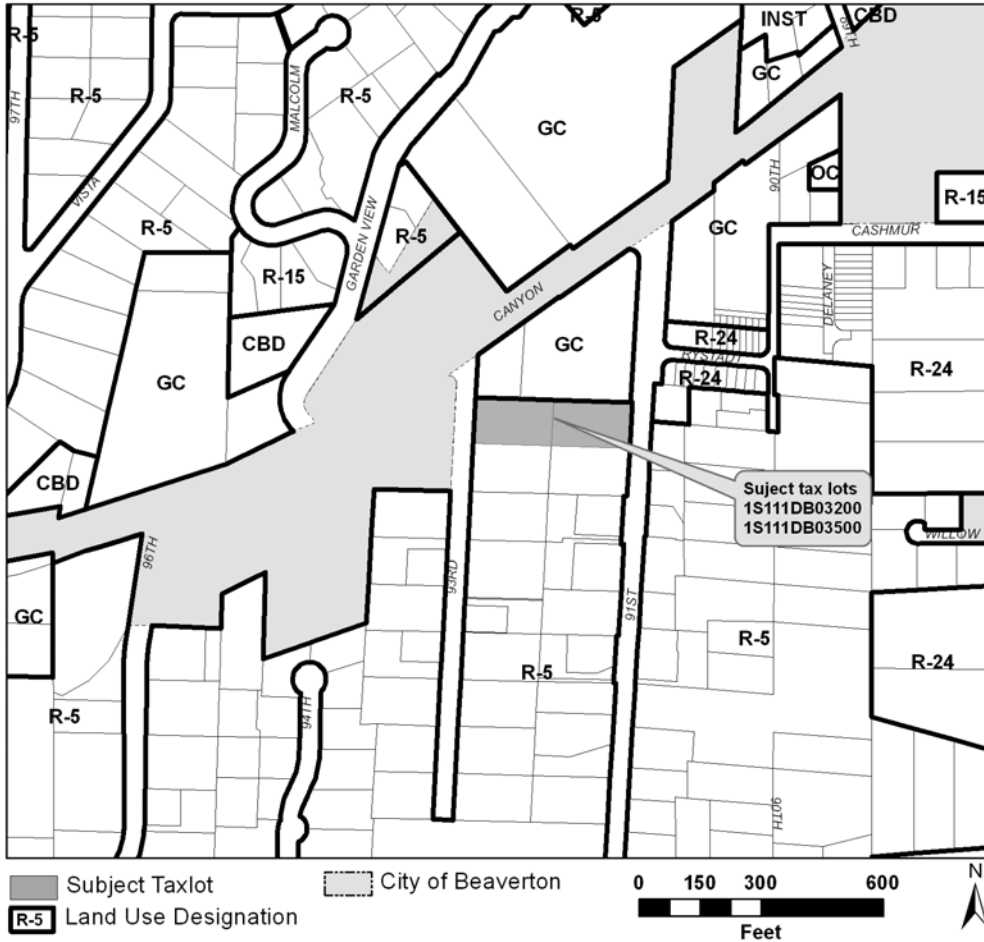 R-5
INST
CBD
R-5
97TH
R-5
MALCOLM
R-5
GC
GC
89TH
VISTA
R-5
GARDEN VIEW
R-5
R-15
90TH
OC
R-15
GC
CASHMUR
CANYON
DELANEY
CBD
GC
GC
R-24
RYSTADT
R-24
R-24
CBD
Suject tax lots
1S111DB03200
1S111DB03500
WILLOW
96TH
93RD
91ST
GC
R-5
R-5
R-24
R-5
94TH
90TH
Subject Taxlot
City of Beaverton
R-5
Land Use Designation
0 150 300 600
Feet
N